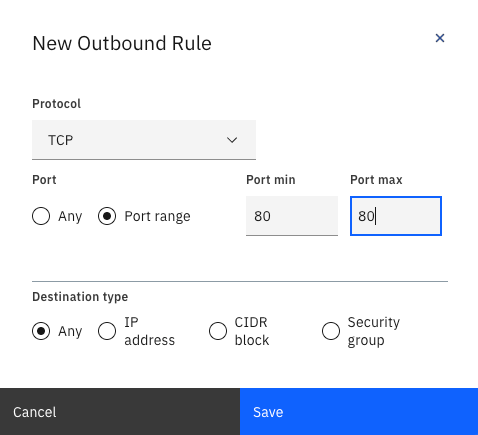 New Outbound Rule
Protocol
TCP
Port
Port min
Port max
Any
Port range
80
80
Destination type
Any
IP
address
CIDR
block
Security
group
Cancel
Save